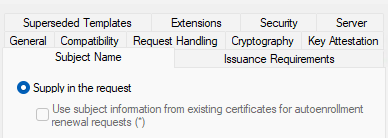 Superseded Templates Extensions Security Server
General Compatibility Request Handling Cryptography Key Attestation
Subject Name Issuance Requirements
Supply in the request
Use subject information from existing certificates for autoenrollment
renewal requests (*)